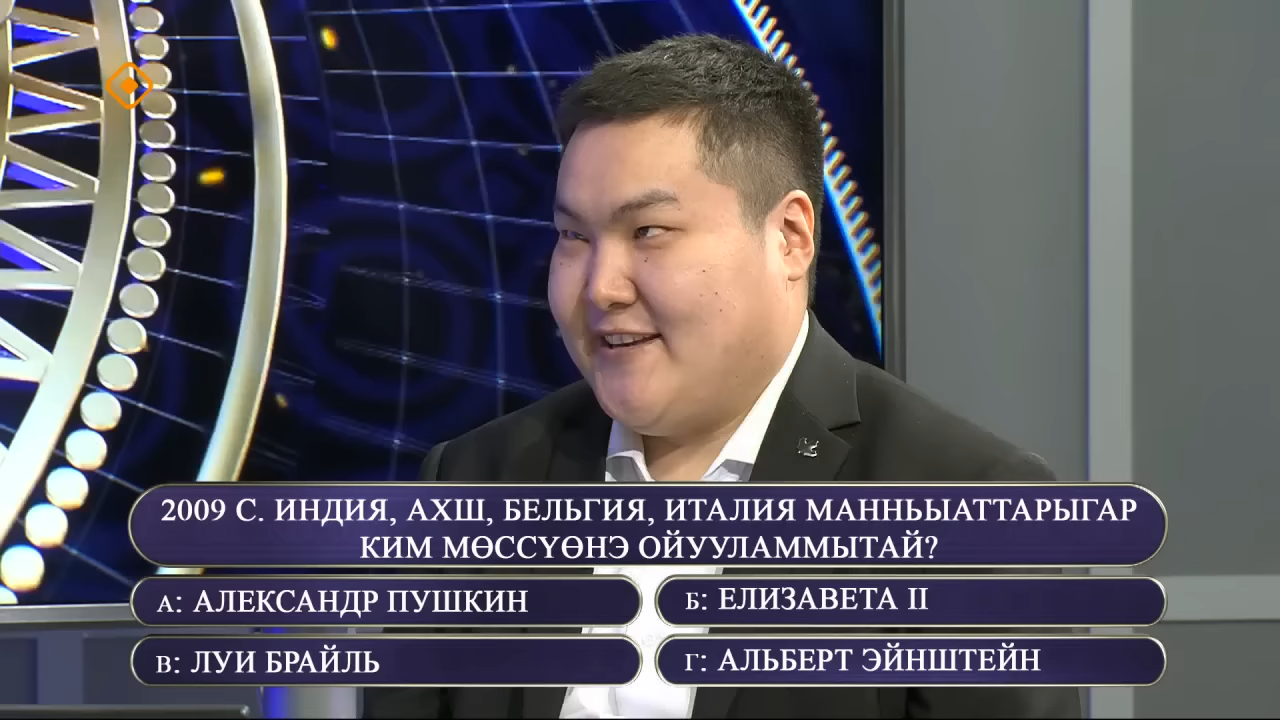 2009 С. ИНДИЯ, АХШ, БЕЛЬГИЯ, ИТАЛИЯ МАННЬЫАТТАРЫГАР
КИМ МӨССҮӨНЭ ОЙУУЛАММЫТАЙ?
А: АЛЕКСАНДР ПУШКИН
Б: ЕЛИЗАВЕТА II
В: ЛУИ БРАЙЛЬ
Г: АЛЬБЕРТ ЭЙНШТЕЙН